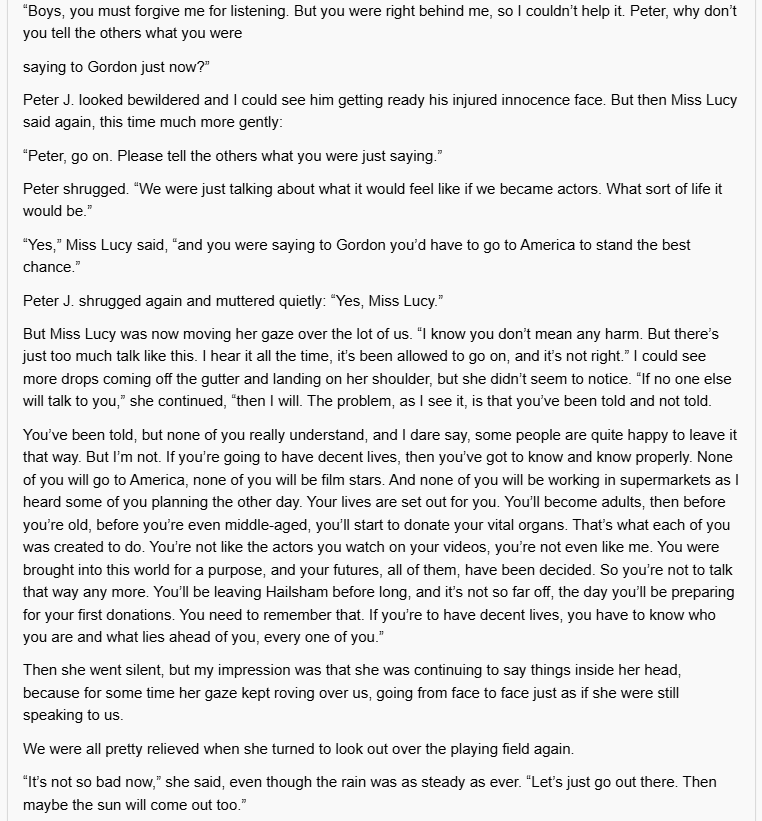 “Boys, you must forgive me for listening. But you were right behind me, so I couldn’t help it. Peter, why don’t
you tell the others what you were
saying to Gordon just now?”
Peter J. looked bewildered and I could see him getting ready his injured innocence face. But then Miss Lucy
said again, this time much more gently:
“Peter, go on. Please tell the others what you were just saying.”
Peter shrugged. “We were just talking about what it would feel like if we became actors. What sort of life it
would be.”
“Yes,” Miss Lucy said, “and you were saying to Gordon you’d have to go to America to stand the best
chance.”
Peter J. shrugged again and muttered quietly: “Yes, Miss Lucy.”
But Miss Lucy was now moving her gaze over the lot of us. “I know you don’t mean any harm. But there’s
just too much talk like this. I hear it all the time, it’s been allowed to go on, and it’s not right.” I could see
more drops coming off the gutter and landing on her shoulder, but she didn’t seem to notice. “If no one else
will talk to you,” she continued, “then I will. The problem, as I see it, is that you’ve been told and not told.
You’ve been told, but none of you really understand, and I dare say, some people are quite happy to leave it
that way. But I’m not. If you’re going to have decent lives, then you’ve got to know and know properly. None
of you will go to America, none of you will be film stars. And none of you will be working in supermarkets as I
heard some of you planning the other day. Your lives are set out for you. You’ll become adults, then before
you’re old, before you’re even middle-aged, you’ll start to donate your vital organs. That’s what each of you
was created to do. You’re not like the actors you watch on your videos, you’re not even like me. You were
brought into this world for a purpose, and your futures, all of them, have been decided. So you’re not to talk
that way any more. You’ll be leaving Hailsham before long, and it’s not so far off, the day you’ll be preparing
for your first donations. You need to remember that. If you’re to have decent lives, you have to know who
you are and what lies ahead of you, every one of you.”
Then she went silent, but my impression was that she was continuing to say things inside her head,
because for some time her gaze kept roving over us, going from face to face just as if she were still
speaking to us.
We were all pretty relieved when she turned to look out over the playing field again.
“It’s not so bad now,” she said, even though the rain was as steady as ever. “Let’s just go out there. Then
maybe the sun will come out too.”